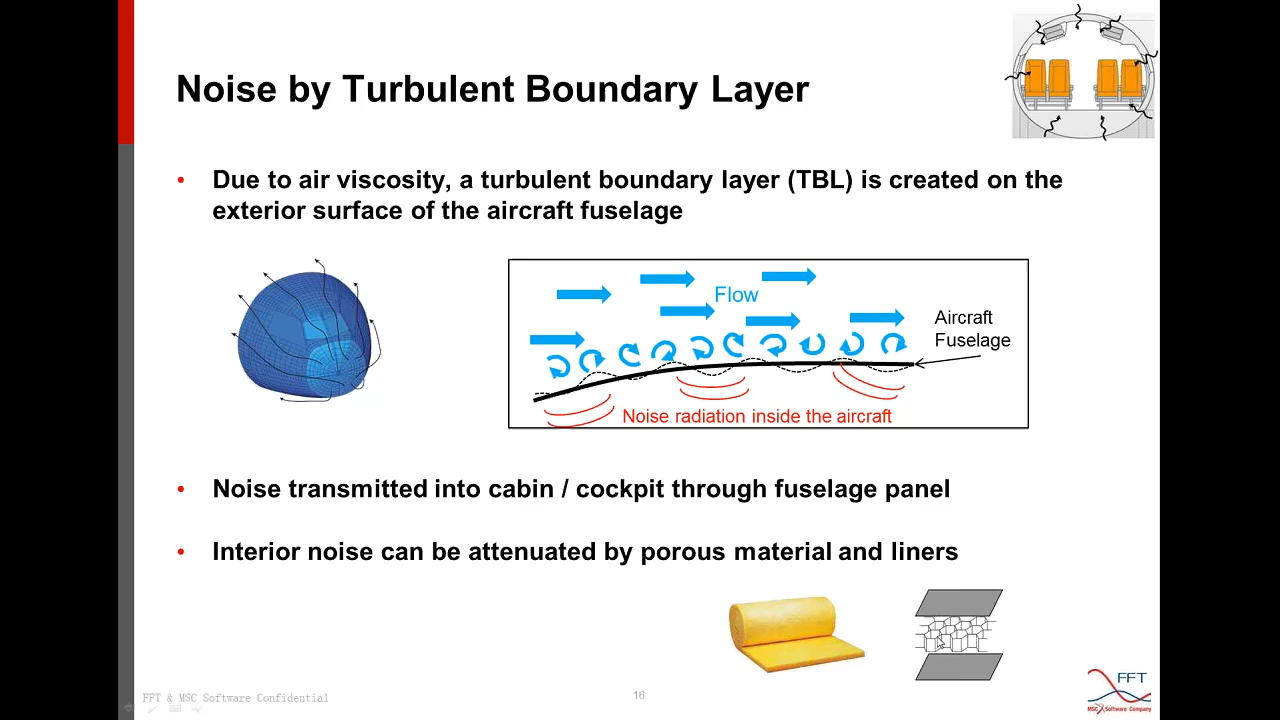 Noise by Turbulent Boundary Layer
• Due to air viscosity, a turbulent boundary layer (TBL) is created on the
exterior surface of the aircraft fuselage
Flow
Aircraft
Fuselage
Noise radiation inside the aircraft
• Noise transmitted into cabin / cockpit through fuselage panel
• Interior noise can be attenuated by porous material and liners
FFT & MSC Software Confidential
16
FFT
MSC Software Company